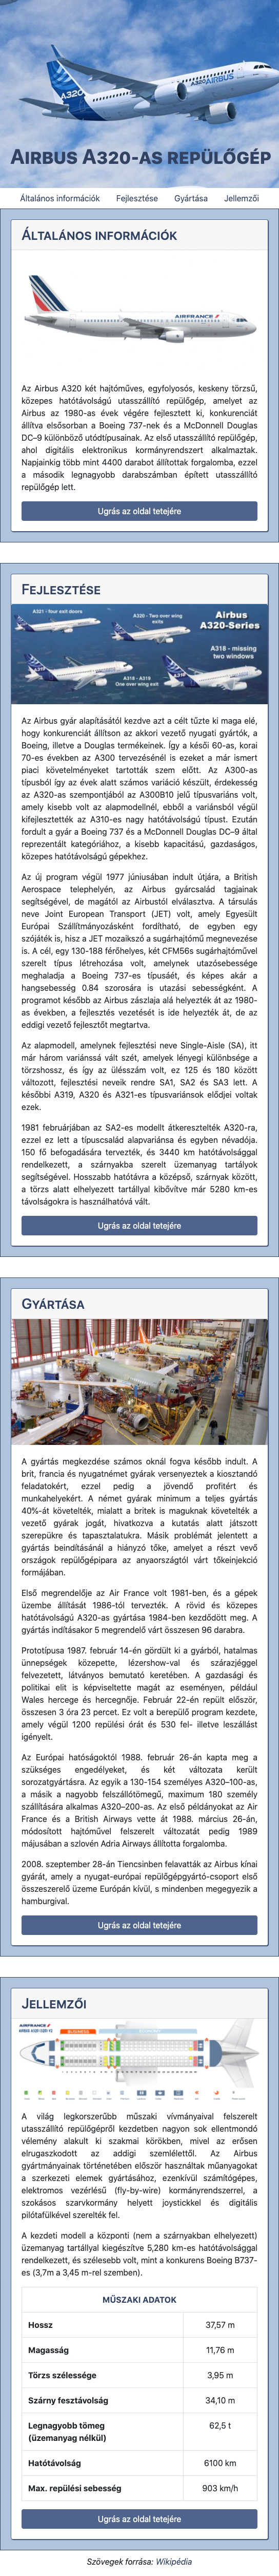 AIRBUS A320-AS REPÜLŐGÉP
Általános információk Fejlesztése Gyártása Jellemzői
ÁLTALÁNOS INFORMÁCIÓK
AIRFRANCE
Az Airbus A320 két hajtóműves, egyfolyosós, keskeny törzsű,
közepes hatótávolságú utasszállító repülőgép, amelyet az
Airbus az 1980-as évek végére fejlesztett ki, konkurenciát
állítva elsősorban a Boeing 737-nek és a McDonnell Douglas
DC–9 különböző utódtípusainak. Az első utasszállító repülőgép,
ahol digitális elektronikus kormányrendszert alkalmaztak.
Napjainkig több mint 4400 darabot állítottak forgalomba, ezzel
a második legnagyobb darabszámban épített utasszállító
repülőgép lett.
Ugrás az oldal tetejére
FEJLESZTÉSE
A321 - four exit doors
A320 - Two over wing
exits
Airbus
A320-Series
A318 - missing
two windows
A318 - A319
One over wing exit
Az Airbus gyár alapításától kezdve azt a célt tűzte ki maga elé,
hogy konkurenciát állítson az akkori vezető nyugati gyártók, a
Boeing, illetve a Douglas termékeinek. Így a késői 60-as, korai
70-es években az A300 tervezésénél is ezeket a már ismert
piaci követelményeket tartották szem előtt. Az A300-as
típusból így az évek alatt számos variáció készült, érdekesség
az A320-as szempontjából az A300B10 jelű típusvariáns volt,
amely kisebb volt az alapmodellnél, ebből a variánsból végül
kifejlesztették az A310-es nagy hatótávolságú típust. Ezután
fordult a gyár a Boeing 737 és a McDonnell Douglas DC–9 által
reprezentált kategóriához, a kisebb kapacitású, gazdaságos,
közepes hatótávolságú gépekhez.
Az új program végül 1977 júniusában indult útjára, a British
Aerospace telephelyén, az Airbus gyárcsalád tagjainak
segítségével, de magától az Airbustól elválasztva. A társulás
neve Joint European Transport (JET) volt, amely Egyesült
Európai Szállítmányozásként fordítható, de egyben egy
szójáték is, hisz a JET mozaikszó a sugárhajtómű megnevezése
is. A cél, egy 130-188 férőhelyes, két CFM56s sugárhajtóművel
szerelt típus létrehozása volt, amelynek utazósebessége
meghaladja a Boeing 737-es típusét, és képes akár a
hangsebesség 0.84 szorosára is utazási sebességként. A
programot később az Airbus zászlaja alá helyezték át az 1980-
as években, a fejlesztés vezetését is ide helyezték át, de az
eddigi vezető fejlesztőt megtartva.
Az alapmodell, amelynek fejlesztési neve Single-Aisle (SA), itt
már három variánssá vált szét, amelyek lényegi különbsége a
törzshossz, és így az ülésszám volt, ez 125 és 180 között
változott, fejlesztési neveik rendre SA1, SA2 és SA3 lett. A
későbbi A319, A320 és A321-es típusvariánsok elődjei voltak
ezek.
1981 februárjában az SA2-es modellt átkeresztelték A320-ra,
ezzel ez lett a típuscsalád alapvariánsa és egyben névadója.
150 fő befogadására tervezték, és 3440 km hatótávolsággal
rendelkezett, a szárnyakba szerelt üzemanyag tartályok
segítségével. Hosszabb hatótávra a középső, szárnyak között,
a törzs alatt elhelyezett tartállyal kibővítve már 5280 km-es
távolságokra is használhatóvá vált.
Ugrás az oldal tetejére
GYÁRTÁSA
A gyártás megkezdése számos oknál fogva később indult. A
brit, francia és nyugatnémet gyárak versenyeztek a kiosztandó
feladatokért, ezzel pedig a jövendő profitért és
munkahelyekért. A német gyárak minimum a teljes gyártás
40%-át követelték, mialatt a britek is maguknak követelték a
vezető gyárak jogát, hivatkozva a kutatás alatt játszott
szerepükre és tapasztalatukra. Másik problémát jelentett a
gyártás beindításánál a hiányzó tőke, amelyet a részt vevő
országok repülőgépipara az anyaországtól várt tőkeinjekció
formájában.
Első megrendelője az Air France volt 1981-ben, és a gépek
üzembe állítását 1986-tól tervezték. A rövid és közepes
hatótávolságú A320-as gyártása 1984-ben kezdődött meg. A
gyártás indításakor 5 megrendelő várt összesen 96 darabra.
Prototípusa 1987. február 14-én gördült ki a gyárból, hatalmas
ünnepségek közepette, lézershow-val és szárazjéggel
felvezetett, látványos bemutató keretében. A gazdasági és
politikai elit is képviseltette magát az eseményen, például
Wales hercege és hercegnője. Február 22-én repült először,
összesen 3 óra 23 percet. Ez volt a berepülő program kezdete,
amely végül 1200 repülési órát és 530 fel- illetve leszállást
igényelt.
Az Európai hatóságoktól 1988. február 26-án kapta meg a
szükséges engedélyeket, és két változata került
sorozatgyártásra. Az egyik a 130-154 személyes A320–100-as,
a másik a nagyobb felszállótömegű, maximum 180 személy
szállítására alkalmas A320–200-as. Az első példányokat az Air
France és a British Airways vette át 1988. március 26-án,
módosított hajtóművel felszerelt változatát pedig 1989
májusában a szlovén Adria Airways állította forgalomba.
2008. szeptember 28-án Tiencsinben felavatták az Airbus kínai
gyárát, amely a nyugat-európai repülőgépgyártó-csoport első
összeszerelő üzeme Európán kívül, s mindenben megegyezik a
hamburgival.
Ugrás az oldal tetejére
JELLEMZŐI
AIRFRANCE
BUSINESS
A világ legkorszerűbb műszaki vívmányaival felszerelt
utasszállító repülőgépről kezdetben nagyon sok ellentmondó
vélemény alakult ki szakmai körökben, mivel az erősen
elrugaszkodott az addigi szemlélettől. Az Airbus
gyártmányainak történetében először használtak műanyagokat
a szerkezeti elemek gyártásához, ezenkívül számítógépes,
elektromos vezérlésű (fly-by-wire) kormányrendszerrel, a
szokásos szarvkormány helyett joystickkel és digitális
pilótafülkével szerelték fel.
A kezdeti modell a központi (nem a szárnyakban elhelyezett)
üzemanyag tartállyal kiegészítve 5,280 km-es hatótávolsággal
rendelkezett, és szélesebb volt, mint a konkurens Boeing B737-
es (3,7m a 3,45 m-rel szemben).
MŰSZAKI ADATOK
Hossz 37,57 m
Magasság 11,76 m
Törzs szélessége 3,95 m
Szárny fesztávolság 34,10 m
Legnagyobb tömeg 62,5 t
(üzemanyag nélkül)
Hatótávolság 6100 km
Max. repülési sebesség 903 km/h
Ugrás az oldal tetejére
Szövegek forrása: Wikipédia